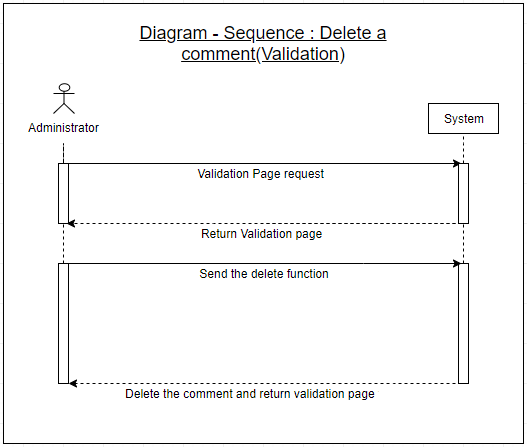 Diagram - Sequence : Delete a
comment(Validation)
Administrator
System
Validation Page request
Return Validation page
Send the delete function
Delete the comment and return validation page